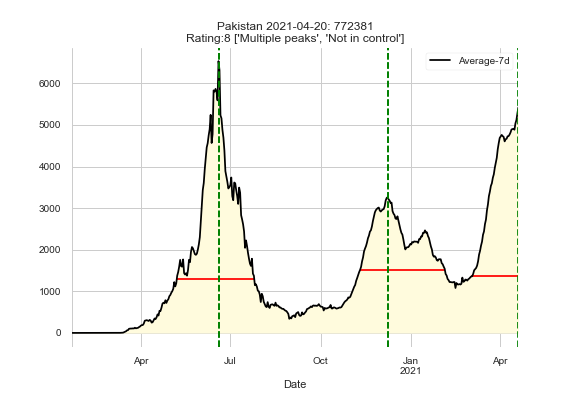 Pakistan 2021-04-20: 772381
Rating:8 ['Multiple peaks', 'Not in control']
Average-7d
6000
5000
4000
3000
2000
1000
0
Apr
Jul
Oct
Jan
2021
Apr
Date